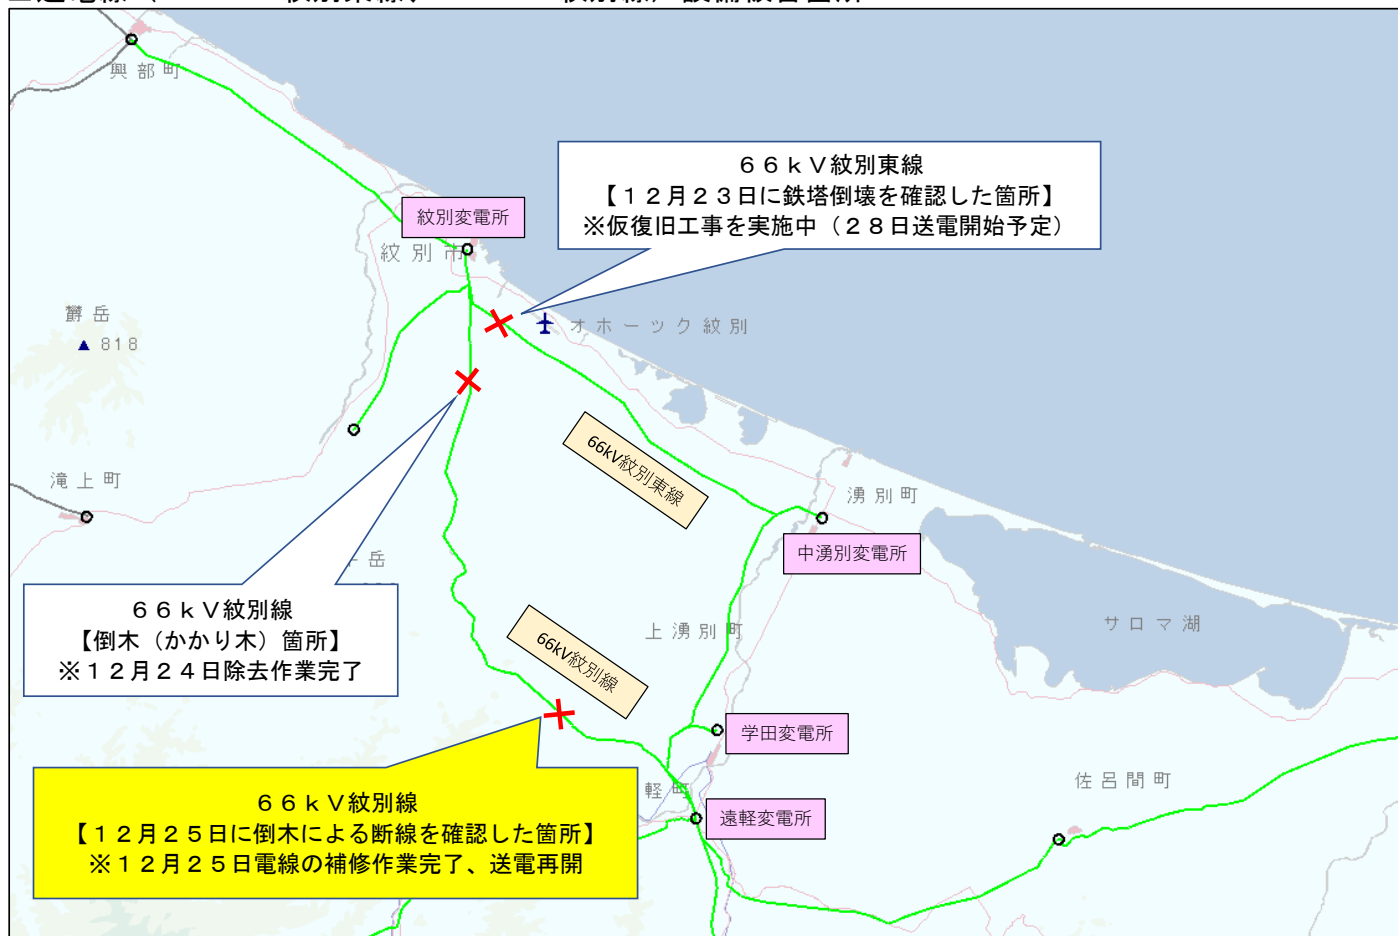 興部町
66kV紋別東線
【12月23日に鉄塔倒壊を確認した箇所】
※仮復旧工事を実施中（28日送電開始予定）
紋別変電所
紋別市
欝岳
▲818
オホーツク紋別
66kV紋別東線
滝上町
湧別町
中湧別変電所
岳
66kV紋別線
【倒木（かかり木）箇所】
※12月24日除去作業完了
66kV紋別線
上湧別町
サロマ湖
学田変電所
佐呂間町
軽町
遠軽変電所
66kV紋別線
【12月25日に倒木による断線を確認した箇所】
※12月25日電線の補修作業完了、送電再開